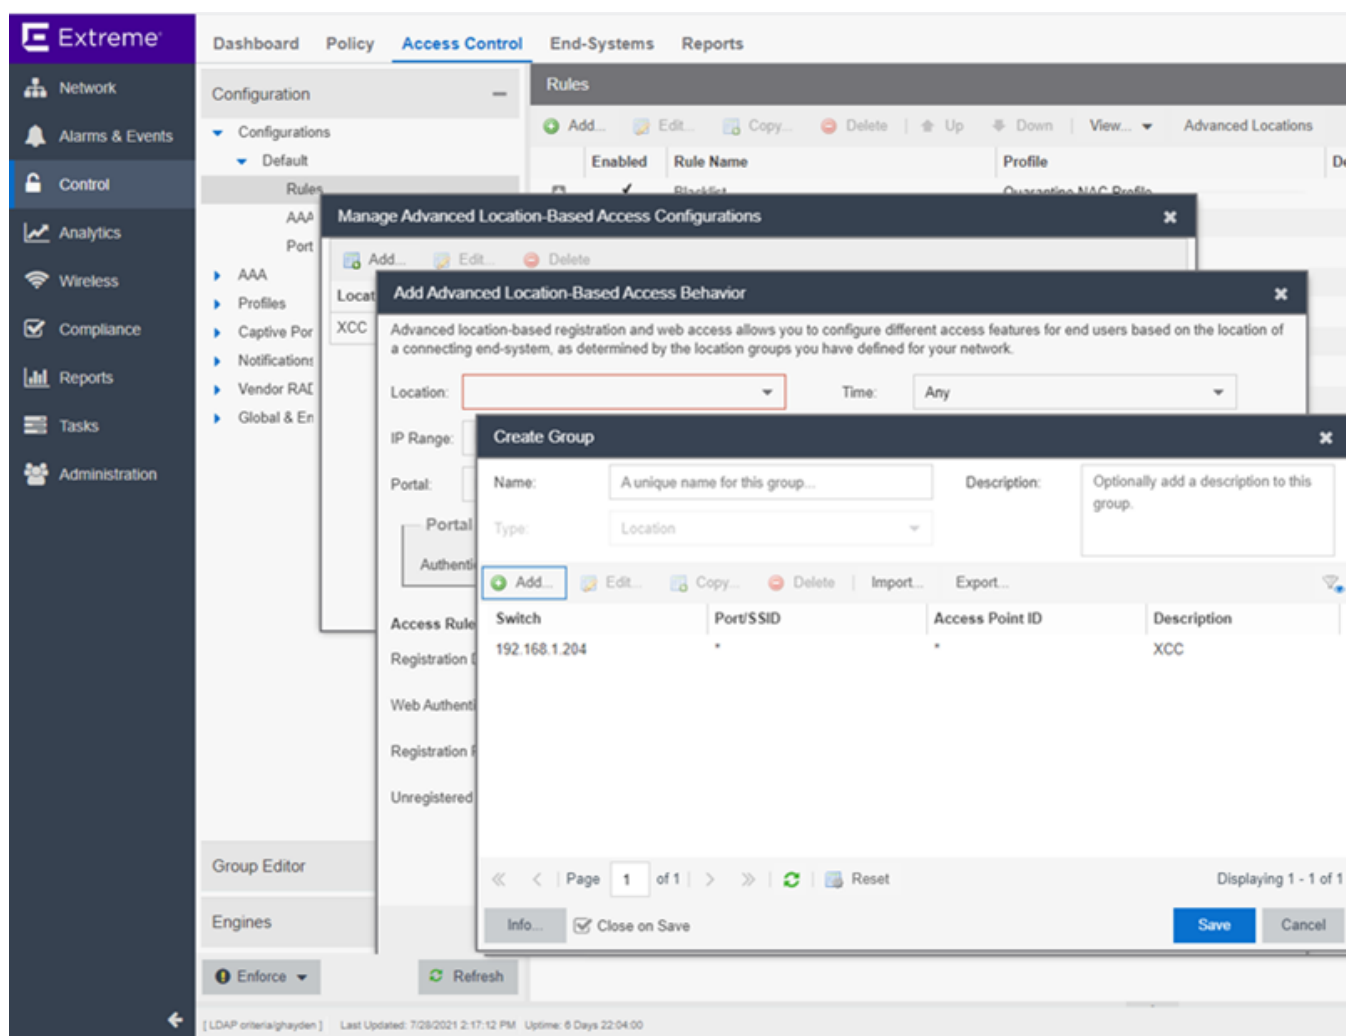 Extreme
Dashboard Policy Access Control End-Systems Reports
Network
Alarms & Events
Control
Analytics
Wireless
Compliance
Reports
Tasks
Administration
Configuration
Configurations
Default
Rules
AAA
Port
AAA
Profiles
Captive Por
Notifications
Vendor RAD
Global & En
Group Editor
Engines
Enforce Refresh
Rules
Add... Edit... Copy... Delete Up Down View... Advanced Locations
Enabled Rule Name Profile De
Blacklist Quarantine NAC Profile
Manage Advanced Location-Based Access Configurations
Add... Edit... Delete
Locat
XCC
Add Advanced Location-Based Access Behavior
Advanced location-based registration and web access allows you to configure different access features for end users based on the location of
a connecting end-system, as determined by the location groups you have defined for your network.
Location: Time: Any
IP Range:
Portal:
Portal
Authenti
Access Rule
Registration D
Web Authenti
Registration P
Unregistered
Create Group
Name: A unique name for this group... Description: Optionally add a description to this
group.
Type: Location
Add... Edit... Copy... Delete Import... Export...
Switch Port/SSID Access Point ID Description
192.168.1.204 * * XCC
Page 1 of 1 Reset Displaying 1 - 1 of 1
Info... Close on Save Save Cancel
[ LDAP criteria/ghayden ] Last Updated: 7/28/2021 2:17:12 PM Uptime: 6 Days 22:04:00